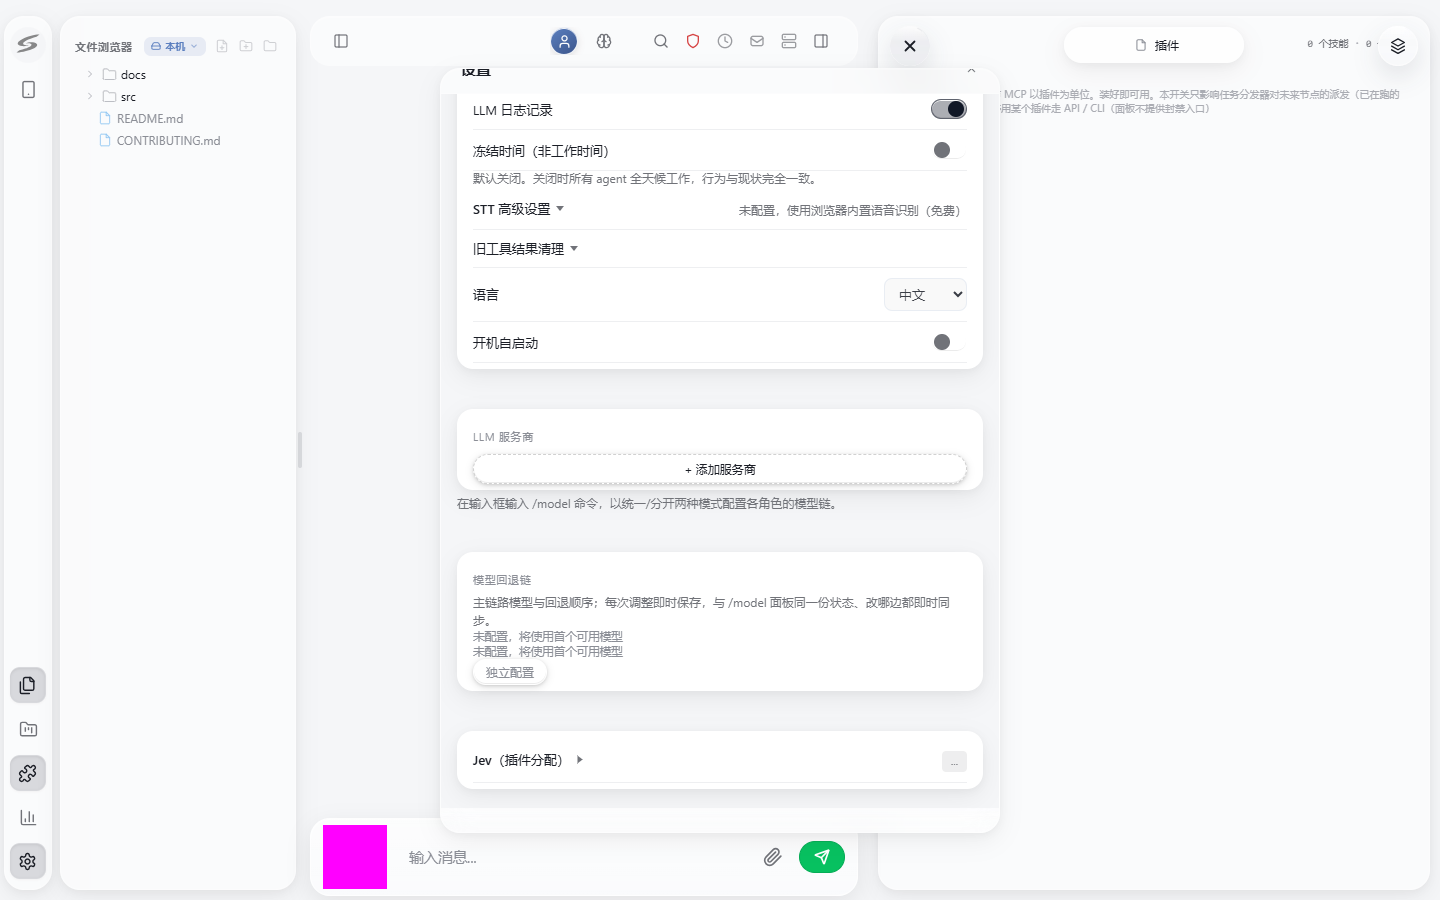 文件浏览器
本机
docs
src
README.md
CONTRIBUTING.md
设置
LLM 日志记录
冻结时间（非工作时间）
默认关闭。关闭时所有 agent 全天候工作，行为与现状完全一致。
STT 高级设置
未配置，使用浏览器内置语音识别（免费）
旧工具结果清理
语言
中文
开机自启动
LLM 服务商
+ 添加服务商
在输入框输入 /model 命令，以统一/分开两种模式配置各角色的模型链。
模型回退链
主链路模型与回退顺序；每次调整即时保存，与 /model 面板同一份状态、改哪边都即时同
步。
未配置，将使用首个可用模型
未配置，将使用首个可用模型
独立配置
Jev（插件分配）
...
输入消息...
插件
0 个技能 · 0
MCP 以插件为单位。装好即可用。本开关只影响任务分发器对未来节点的派发（已在跑的
用某个插件走 API / CLI（面板不提供封禁入口）